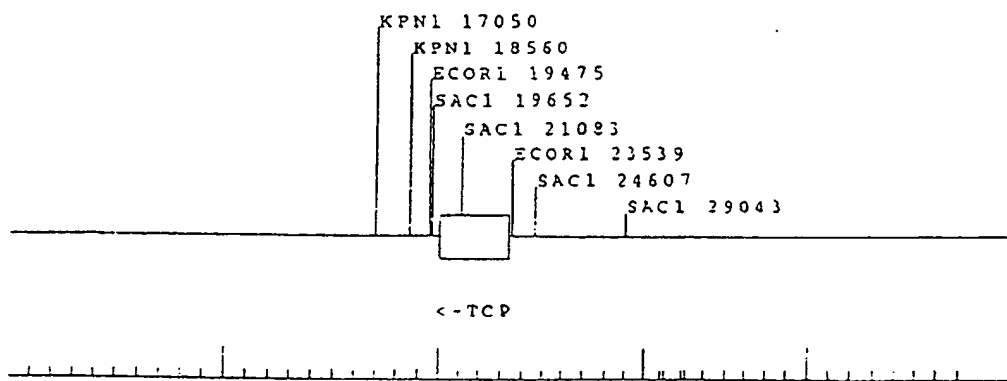 KPN1 17050
KPN1 18560
ECOR1 19475
SAC1 19652
SAC1 21083
ECOR1 23539
SAC1 24607
SAC1 29043
<-TCP